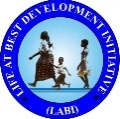 LIFE AT BEST DEVELOPMENT INITIATIVE
(LABI)